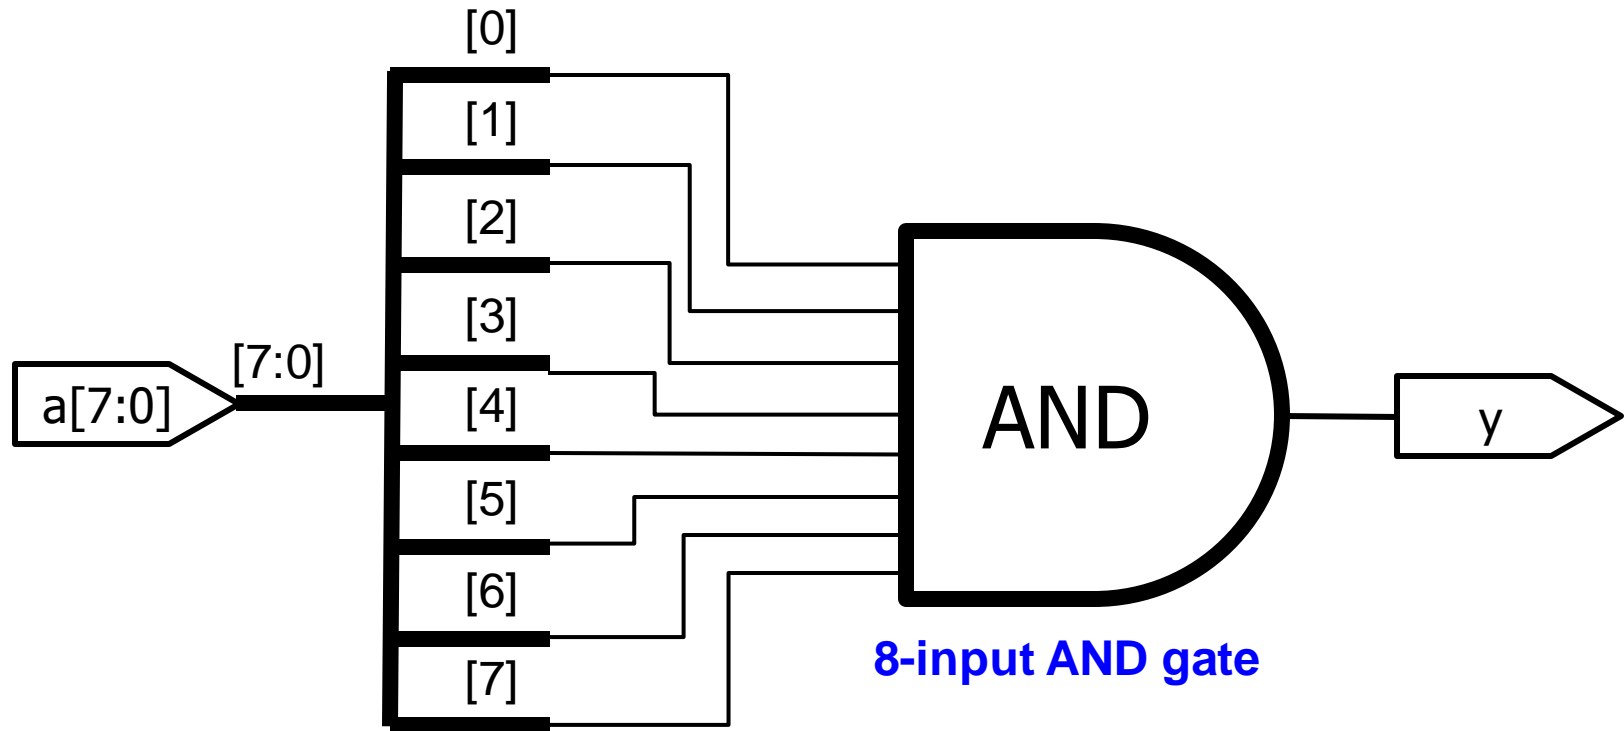 [0]
[1]
[2]
[3]
[7:0]
a[7:0]
[4]
AND
y
[5]
[6]
8-input AND gate
[7]